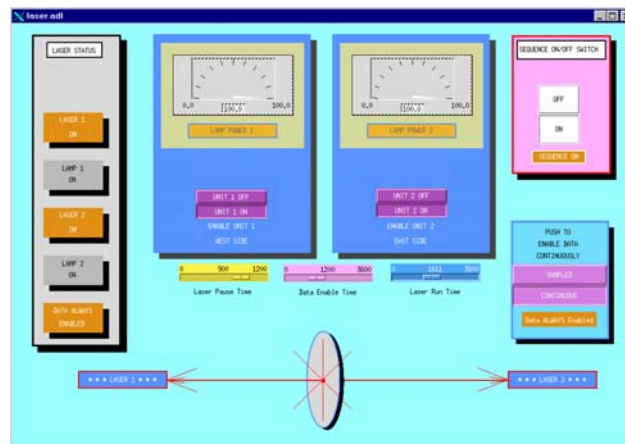 laser.adl
LASER STATUS
LASER 1
ON
LAMP 1
ON
LASER 2
ON
LAMP 2
ON
DATA ALWAYS
ENABLED
0.0 100.0
100.0
LAMP POWER 1
UNIT 1 OFF
UNIT 1 ON
ENABLE UNIT 1
WEST SIDE
0.0 100.0
100.0
LAMP POWER 2
UNIT 2 OFF
UNIT 2 ON
ENABLE UNIT 2
EAST SIDE
0 900 1200
Laser Pause Time
0 1200 3600
Data Enable Time
0 3600
Laser Run Time
SEQUENCE ON/OFF SWITCH
OFF
ON
SEQUENCE ON
PUSH TO
ENABLE DATA
CONTINUOUSLY
SAMPLED
CONTINUOUS
Data ALWAYS Enabled
*** LASER 1 ***
*** LASER 2 ***